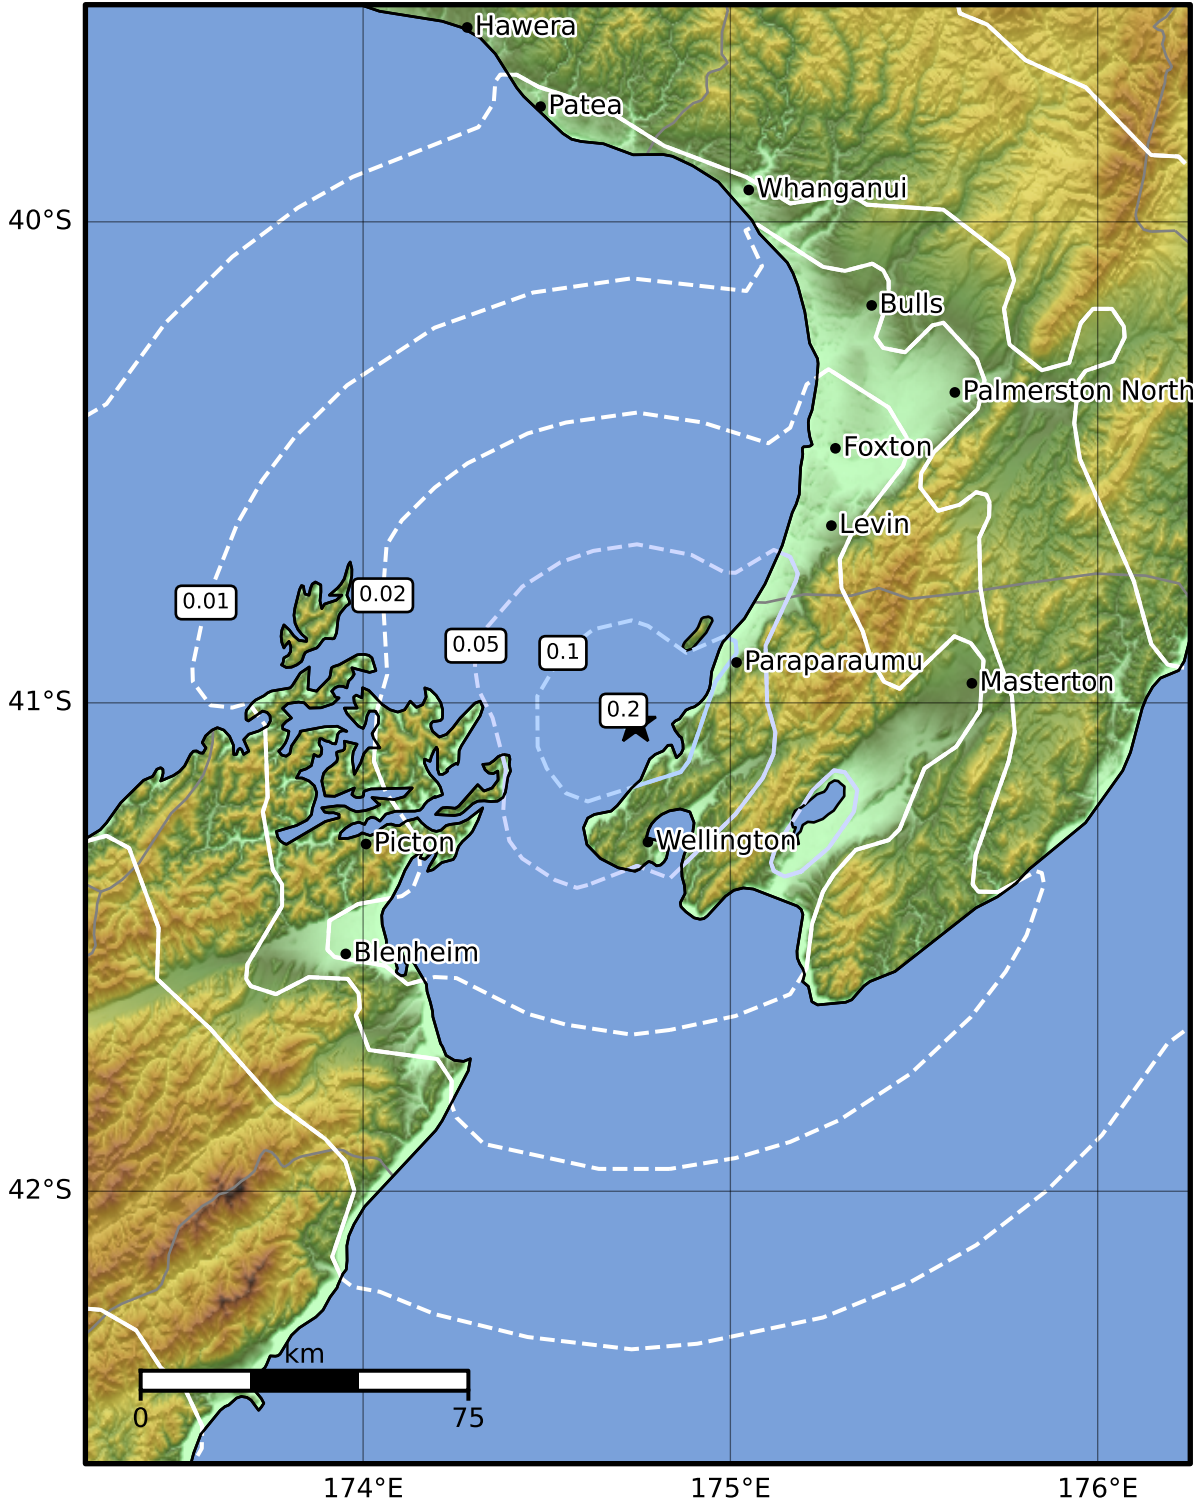 Hawera
Patea
Whanganui
40°S
Bulls
Palmerston North
Foxton
Levin
0.01
0.02
0.05
0.1
Paraparaumu
Masterton
41°S
0.2
Picton
Wellington
Blenheim
42°S
km
0
75
174°E
175°E
176°E